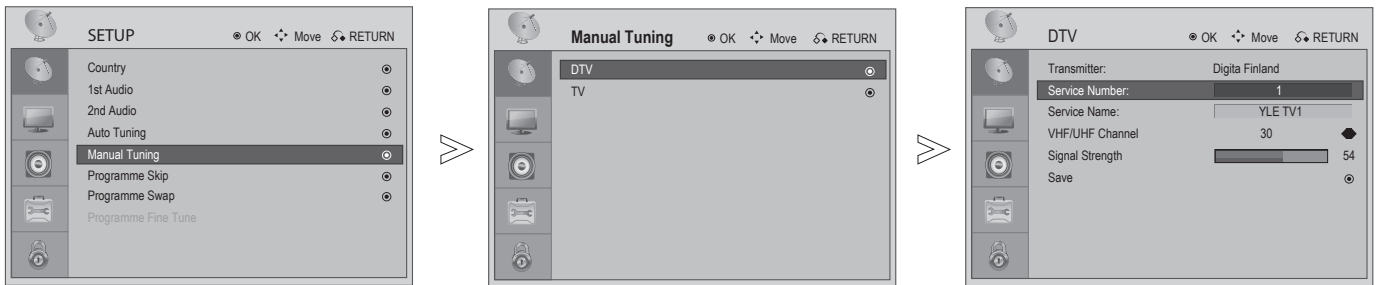 SETUP OK Move RETURN
Country
1st Audio
2nd Audio
Auto Tuning
Manual Tuning
Programme Skip
Programme Swap
Programme Fine Tune
Manual Tuning OK Move RETURN
DTV
TV
DTV OK Move RETURN
Transmitter: Digita Finland
Service Number: 1
Service Name: YLE TV1
VHF/UHF Channel 30
Signal Strength 54
Save